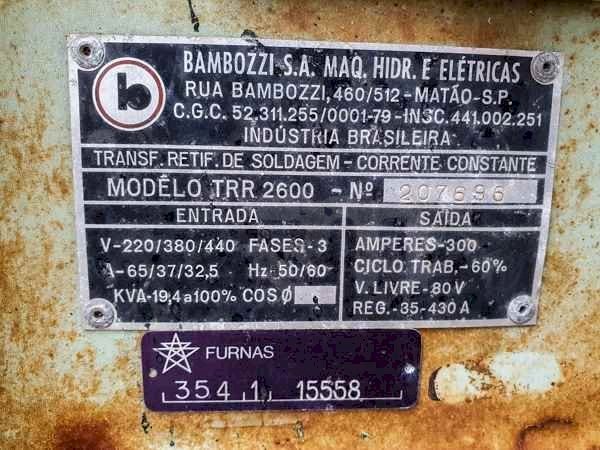 b
BAMBOZZI S.A. MAQ. HIDR. E ELÉTRICAS
RUA BAMBOZZI, 460/512 - MATÃO - S.P.
C.G.C. 52.311.255/0001-79 - INSC. 441.002.251
INDÚSTRIA BRASILEIRA
TRANSF. RETIF. DE SOLDAGEM - CORRENTE CONSTANTE
MODÊLO TRR 2600 - Nº 207696
ENTRADA
V-220/380/440 FASES-3
A-65/37/32,5 Hz 50/60
KVA-19,4 a 100% COS Ø
SAÍDA
AMPERES-300
CICLO TRAB. -60%
V. LIVRE-80V
REG. -35-430 A
FURNAS
354 1 15558